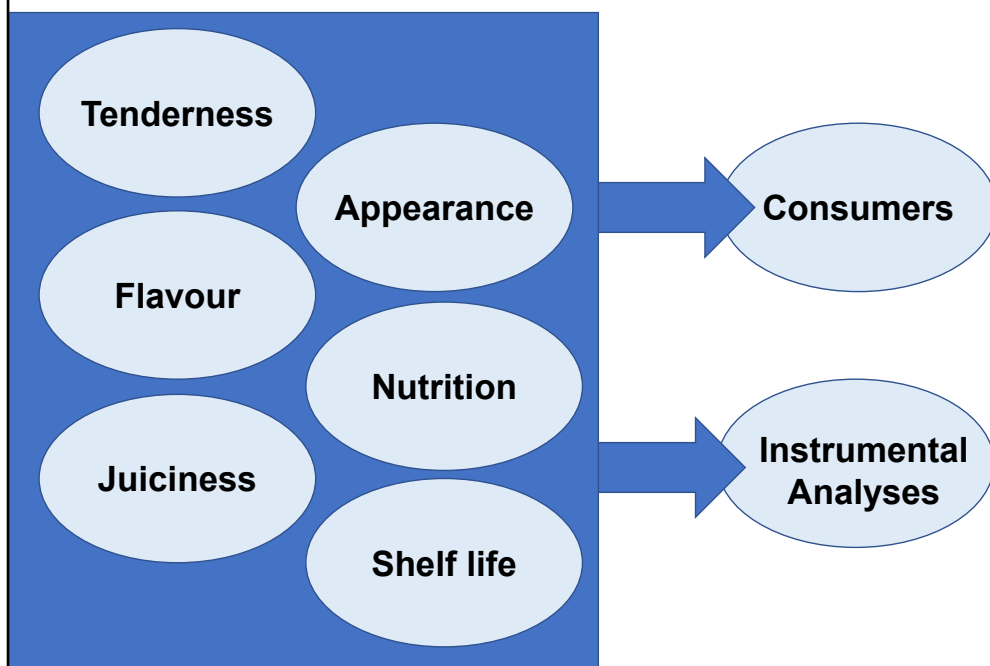 Tenderness
Appearance
Flavour
Nutrition
Juiciness
Shelf life
Consumers
Instrumental
Analyses